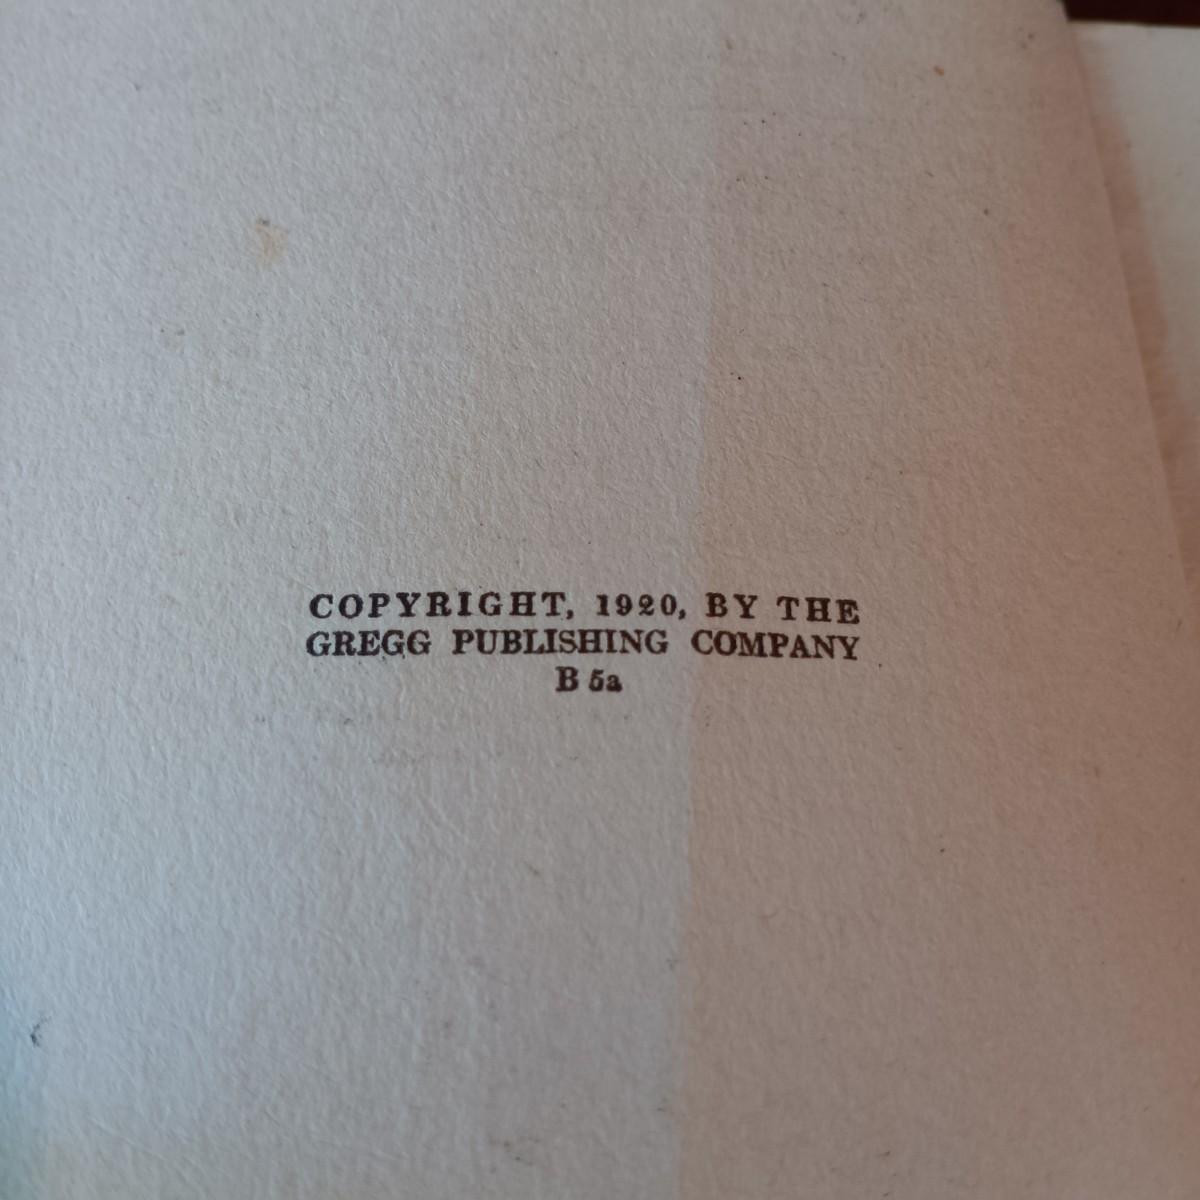 COPYRIGHT, 1920, BY THE
GREGG PUBLISHING COMPANY
B 5a